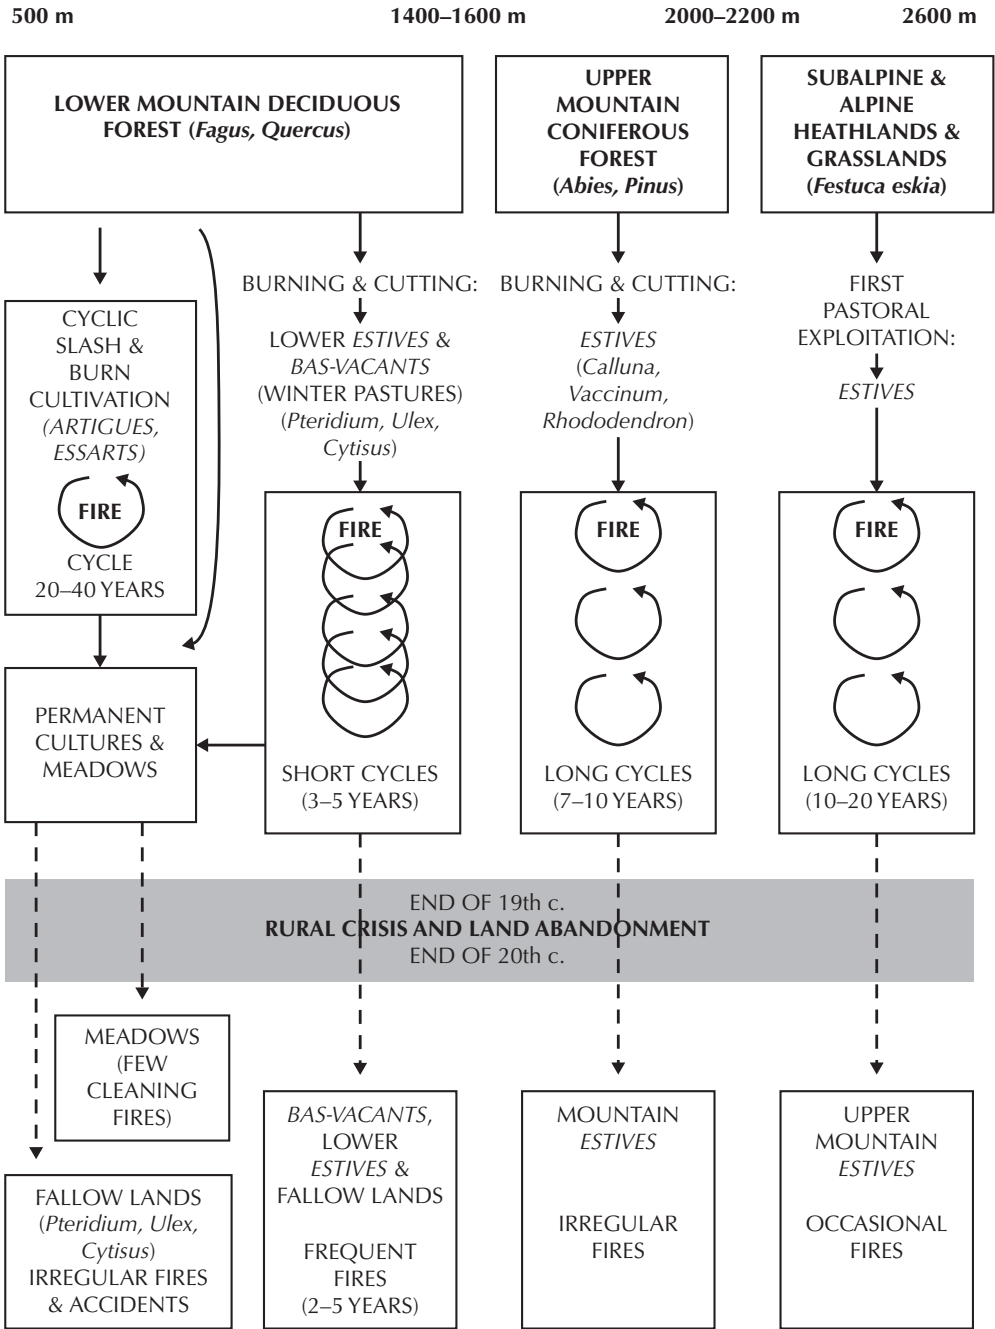 500 m
1400–1600 m
2000–2200 m
2600 m
LOWER MOUNTAIN DECIDUOUS
FOREST (Fagus, Quercus)
UPPER
MOUNTAIN
CONIFEROUS
FOREST
(Abies, Pinus)
SUBALPINE &
ALPINE
HEATHLANDS &
GRASSLANDS
(Festuca eskia)
CYCLIC
SLASH &
BURN
CULTIVATION
(ARTIGUES,
ESSARTS)
FIRE
CYCLE
20–40 YEARS
BURNING & CUTTING:
LOWER ESTIVES &
BAS-VACANTS
(WINTER PASTURES)
(Pteridium, Ulex,
Cytisus)
FIRE
SHORT CYCLES
(3–5 YEARS)
BURNING & CUTTING:
ESTIVES
(Calluna,
Vaccinum,
Rhododendron)
FIRE
LONG CYCLES
(7–10 YEARS)
FIRST
PASTORAL
EXPLOITATION:
ESTIVES
FIRE
LONG CYCLES
(10–20 YEARS)
PERMANENT
CULTURES &
MEADOWS
END OF 19th c.
RURAL CRISIS AND LAND ABANDONMENT
END OF 20th c.
MEADOWS
(FEW
CLEANING
FIRES)
FALLOW LANDS
(Pteridium, Ulex,
Cytisus)
IRREGULAR FIRES
& ACCIDENTS
BAS-VACANTS,
LOWER
ESTIVES &
FALLOW LANDS
FREQUENT
FIRES
(2–5 YEARS)
MOUNTAIN
ESTIVES
IRREGULAR
FIRES
UPPER
MOUNTAIN
ESTIVES
OCCASIONAL
FIRES